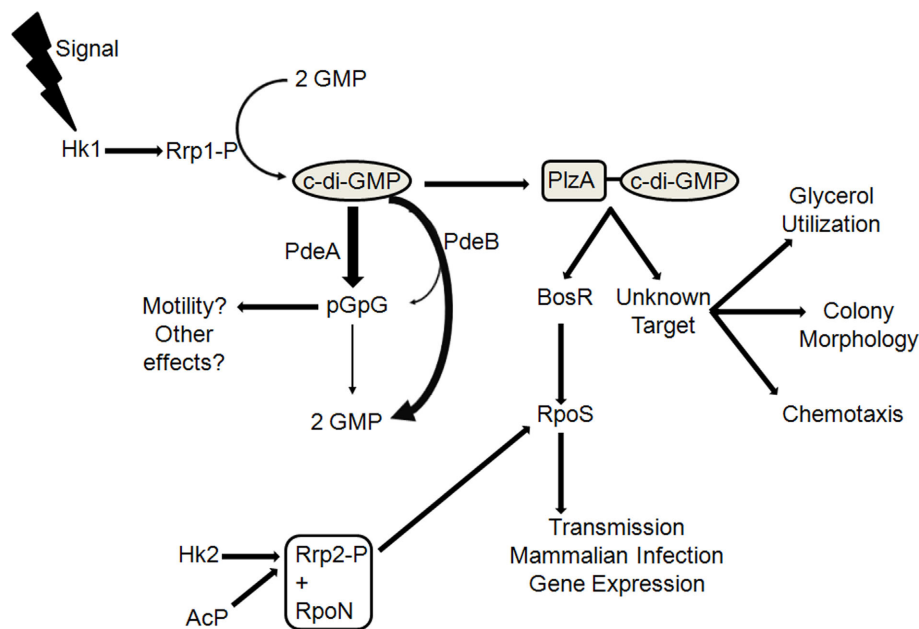 Signal
2 GMP
Hk1
Rrp1-P
c-di-GMP
PlzA
c-di-GMP
Glycerol
Utilization
PdeA
PdeB
Motility?
Other
effects?
pGpG
BosR
Unknown
Target
Colony
Morphology
2 GMP
RpoS
Chemotaxis
Transmission
Mammalian Infection
Gene Expression
Hk2
AcP
Rrp2-P
+
RpoN